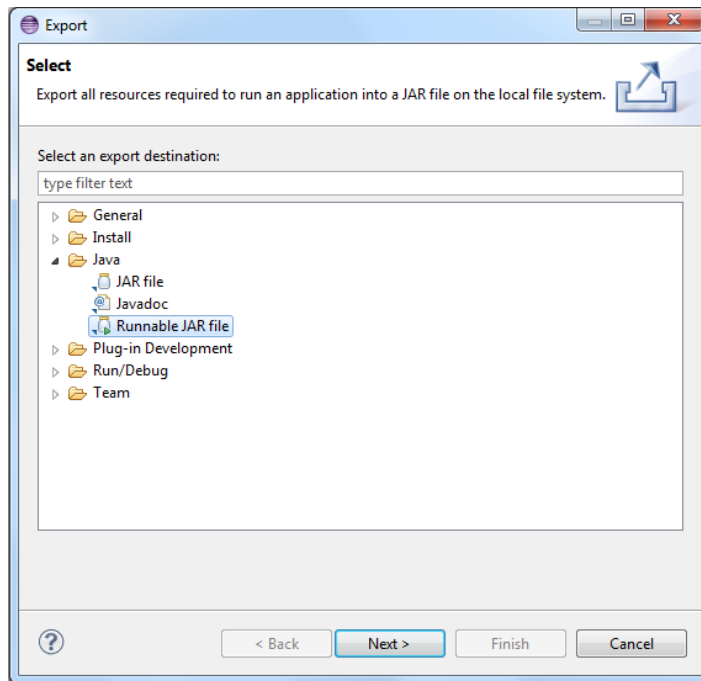 Export
Select
Export all resources required to run an application into a JAR file on the local file system.
Select an export destination:
type filter text
General
Install
Java
JAR file
Javadoc
Runnable JAR file
Plug-in Development
Run/Debug
Team
< Back
Next >
Finish
Cancel